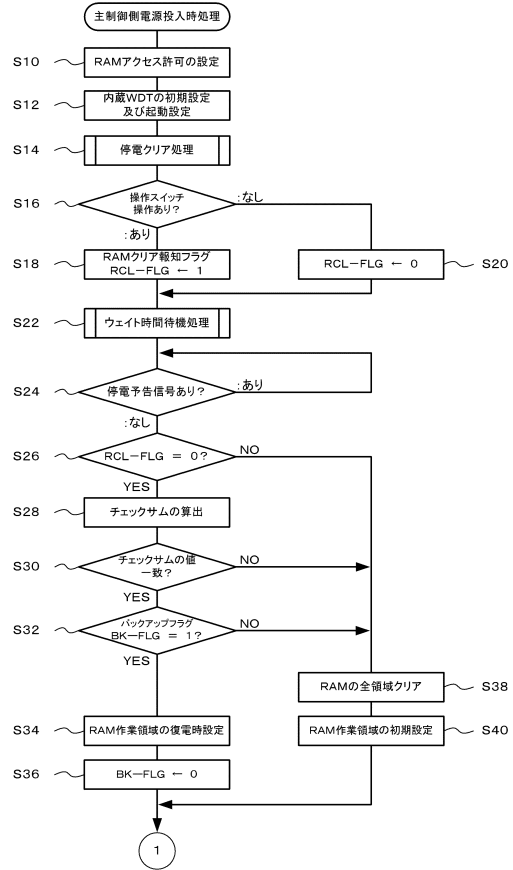 主制御側電源投入時処理
S10
RAMアクセス許可の設定
S12
内蔵WDTの初期設定
及び起動設定
S14
停電クリア処理
S16
操作スイッチ
操作あり?
:なし
:あり
S18
RAMクリア報知フラグ
RCL-FLG ← 1
RCL-FLG ← 0
S20
S22
ウェイト時間待機処理
S24
停電予告信号あり?
:あり
:なし
S26
RCL-FLG = 0?
NO
YES
S28
チェックサムの算出
S30
チェックサムの値
一致?
NO
YES
S32
バックアップフラグ
BK-FLG = 1?
NO
YES
RAMの全領域クリア
S38
S34
RAM作業領域の復電時設定
RAM作業領域の初期設定
S40
S36
BK-FLG ← 0
1